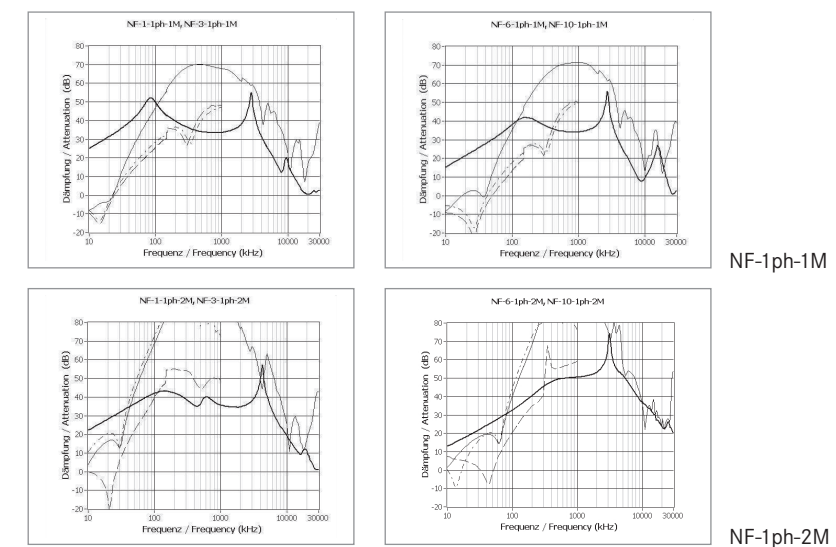 NF-1-1ph-1M, NF-3-1ph-1M
Dämpfung / Attenuation (dB)
80
70
60
50
40
30
20
10
0
-10
-20
10 100 1000 10000 30000
Frequenz / Frequency (kHz)
NF-6-1ph-1M, NF-10-1ph-1M
Dämpfung / Attenuation (dB)
80
70
60
50
40
30
20
10
0
-10
-20
10 100 1000 10000 30000
Frequenz / Frequency (kHz)
NF-1ph-1M
NF-1-1ph-2M, NF-3-1ph-2M
Dämpfung / Attenuation (dB)
80
70
60
50
40
30
20
10
0
-10
-20
10 100 1000 10000 30000
Frequenz / Frequency (kHz)
NF-6-1ph-2M, NF-10-1ph-2M
Dämpfung / Attenuation (dB)
80
70
60
50
40
30
20
10
0
-10
-20
10 100 1000 10000 30000
Frequenz / Frequency (kHz)
NF-1ph-2M